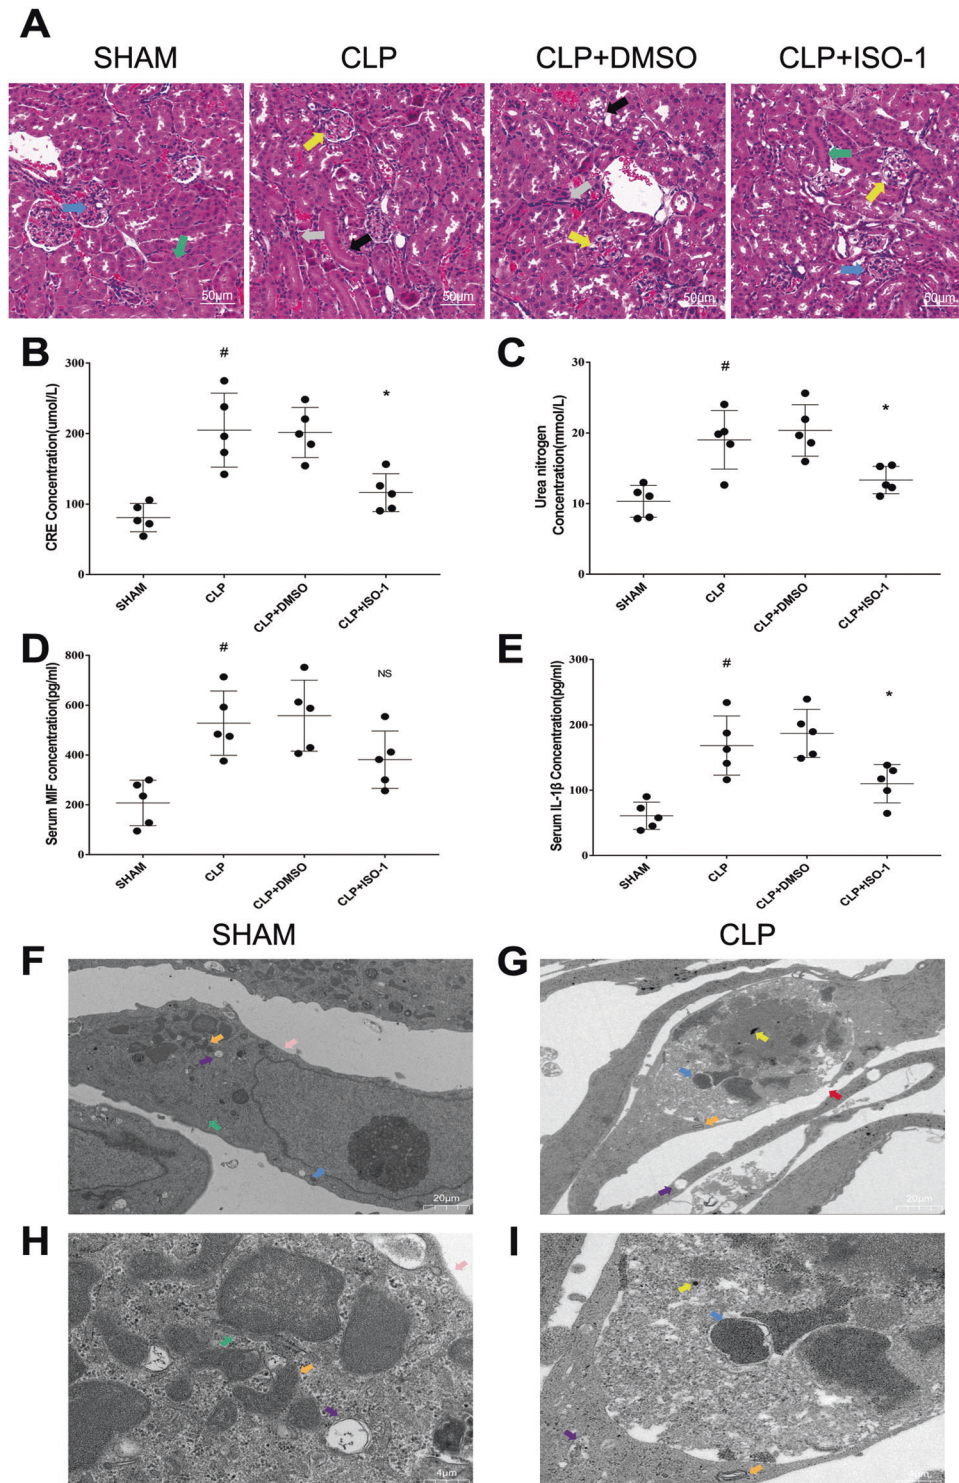 A
SHAM
CLP
CLP+DMSO
CLP+ISO-1
50μm
50μm
50μm
50μm
B
CRE Concentration(umol/L)
300
200
100
0
#
*
SHAM
CLP
CLP+DMSO
CLP+ISO-1
C
Urea nitrogen
Concentration(mmol/L)
30
20
10
0
#
*
SHAM
CLP
CLP+DMSO
CLP+ISO-1
D
Serum MIF concentration(pg/ml)
800
600
400
200
0
#
NS
SHAM
CLP
CLP+DMSO
CLP+ISO-1
E
Serum IL-1β Concentration(pg/ml)
300
200
100
0
#
*
SHAM
CLP
CLP+DMSO
CLP+ISO-1
SHAM
CLP
F
20μm
G
20μm
H
4μm
I